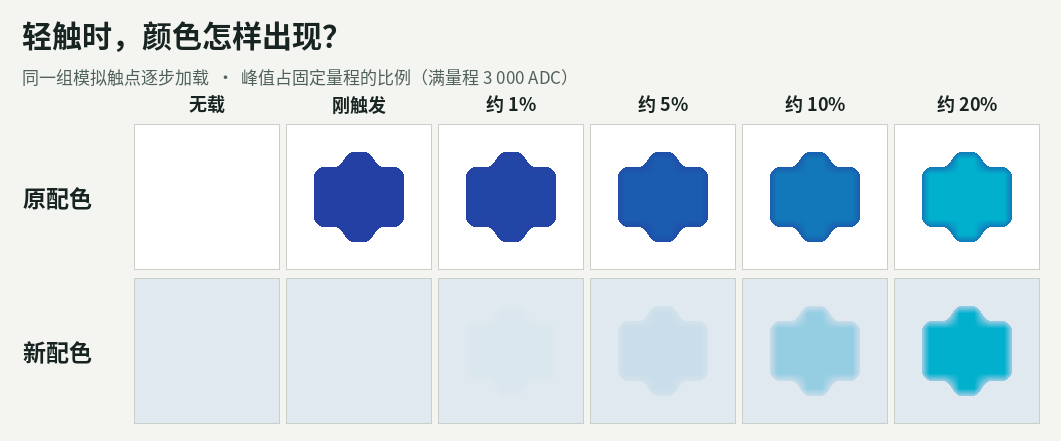 轻触时，颜色怎样出现？
同一组模拟触点逐步加载 · 峰值占固定量程的比例（满量程 3 000 ADC）
无载 刚触发 约 1% 约 5% 约 10% 约 20%
原配色
新配色